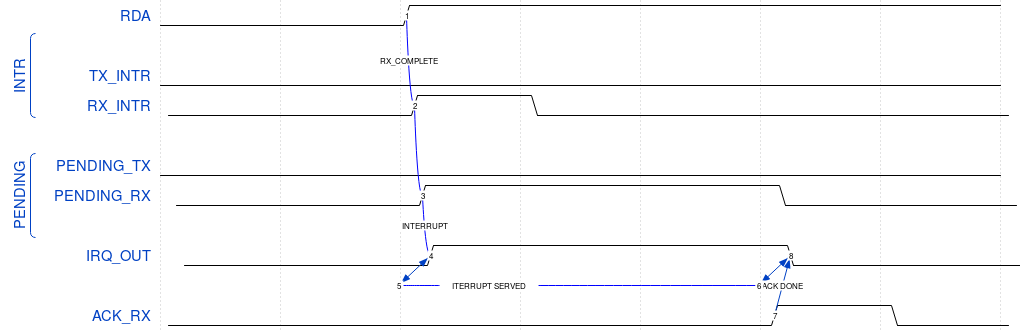 RDA
1
RX_COMPLETE
INTR
TX_INTR
RX_INTR
2
PENDING
PENDING_TX
PENDING_RX
3
INTERRUPT
IRQ_OUT
4
8
5
ITERRUPT SERVED
6
ACK DONE
ACK_RX
7